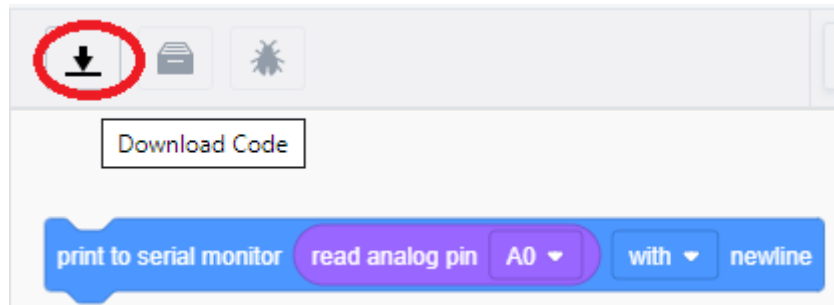 Download Code
print to serial monitor read analog pin A0 with newline